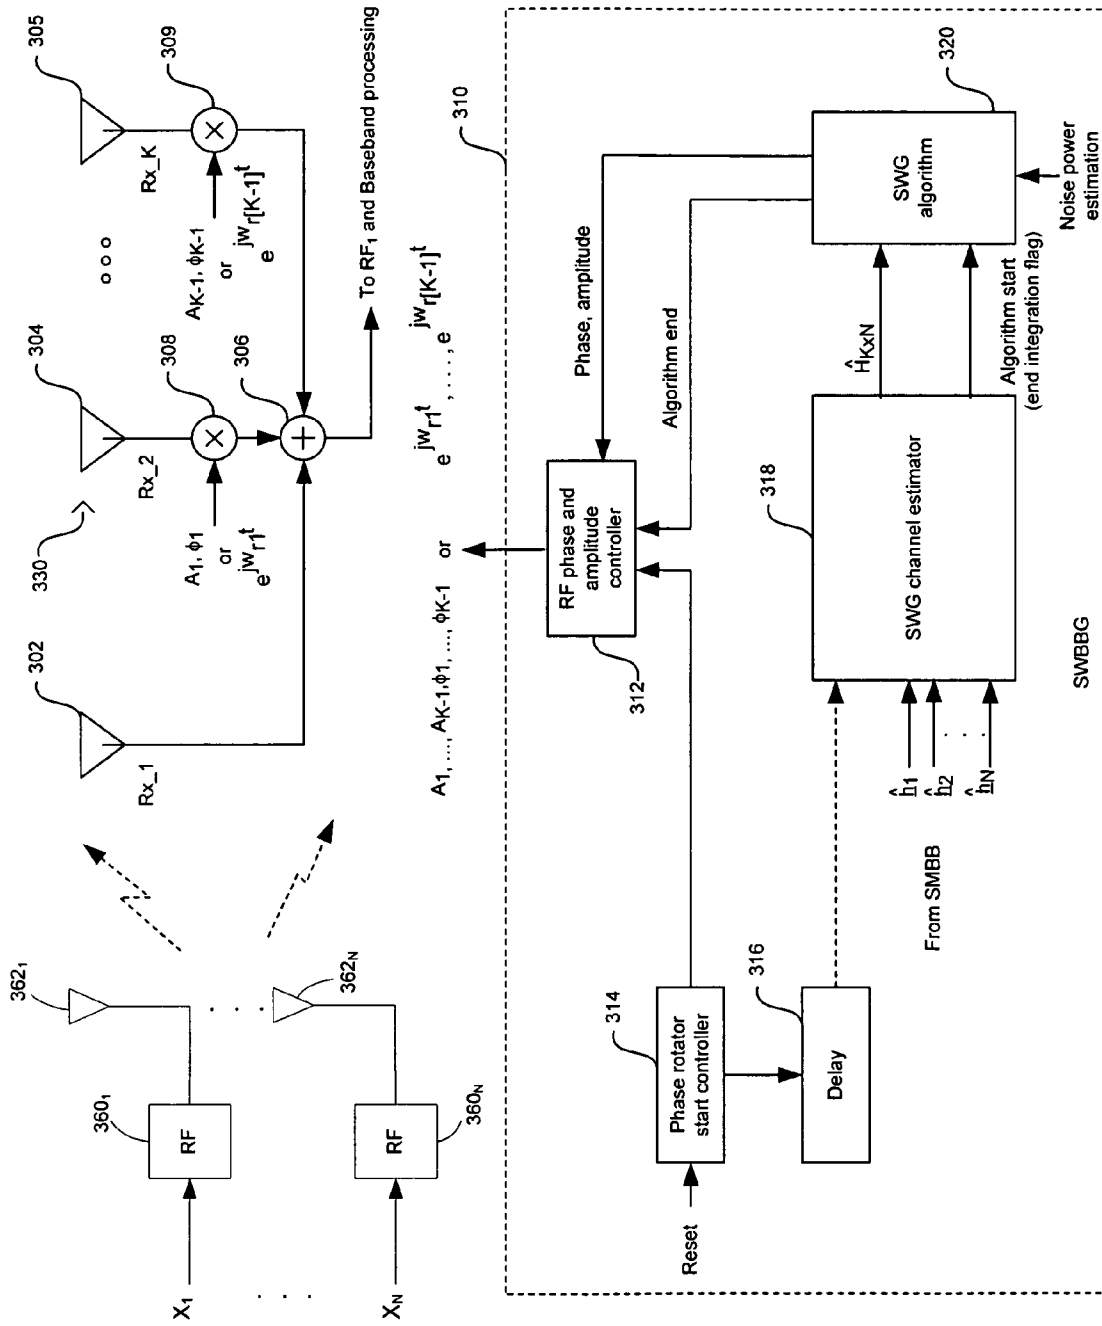 X1
. . . .
XN
360₁
RF
360N
RF
362₁
. . . .
362N
302
Rx_1
330
304
Rx_2
308
A1, ϕ1
or
e^jwr1^t
306
305
Rx_K
309
AK-1, ϕK-1
or
e^jwr[K-1]^t
To RF₁ and Baseband processing
A1, ..., AK-1,ϕ1, ..., ϕK-1 or e^jwr1^t , . . . . , e^jwr[K-1]^t
310
RF phase and
amplitude
controller
312
Phase, amplitude
Algorithm end
Reset
Phase rotator
start controller
314
Delay
316
From SMBB
ĥ1
ĥ2
. . . .
ĥN
SWG channel estimator
318
ĤKxN
Algorithm start
(end integration flag)
SWG
algorithm
320
Noise power
estimation
SWBBG